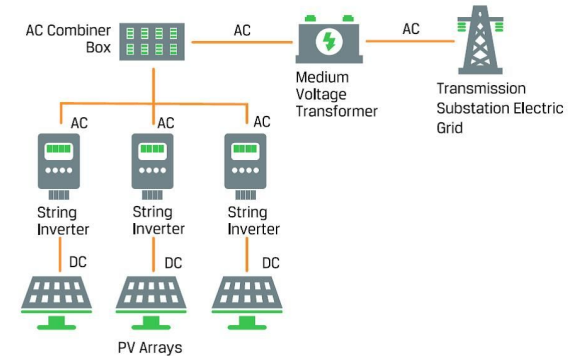 AC Combiner
Box
AC
AC
Medium
Voltage
Transformer
Transmission
Substation Electric
Grid
AC
AC
AC
String
Inverter
String
Inverter
String
Inverter
DC
DC
DC
PV Arrays